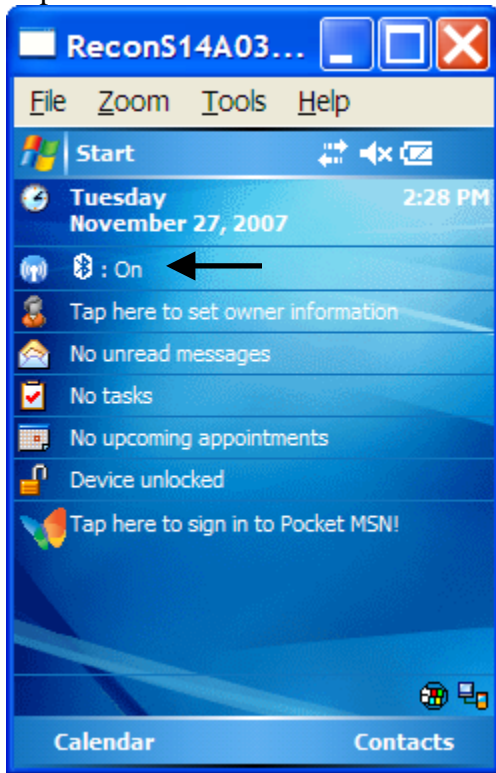 ReconS14A03...
File Zoom Tools Help
Start
Tuesday 2:28 PM
November 27, 2007
: On
Tap here to set owner information
No unread messages
No tasks
No upcoming appointments
Device unlocked
Tap here to sign in to Pocket MSN!
Calendar Contacts